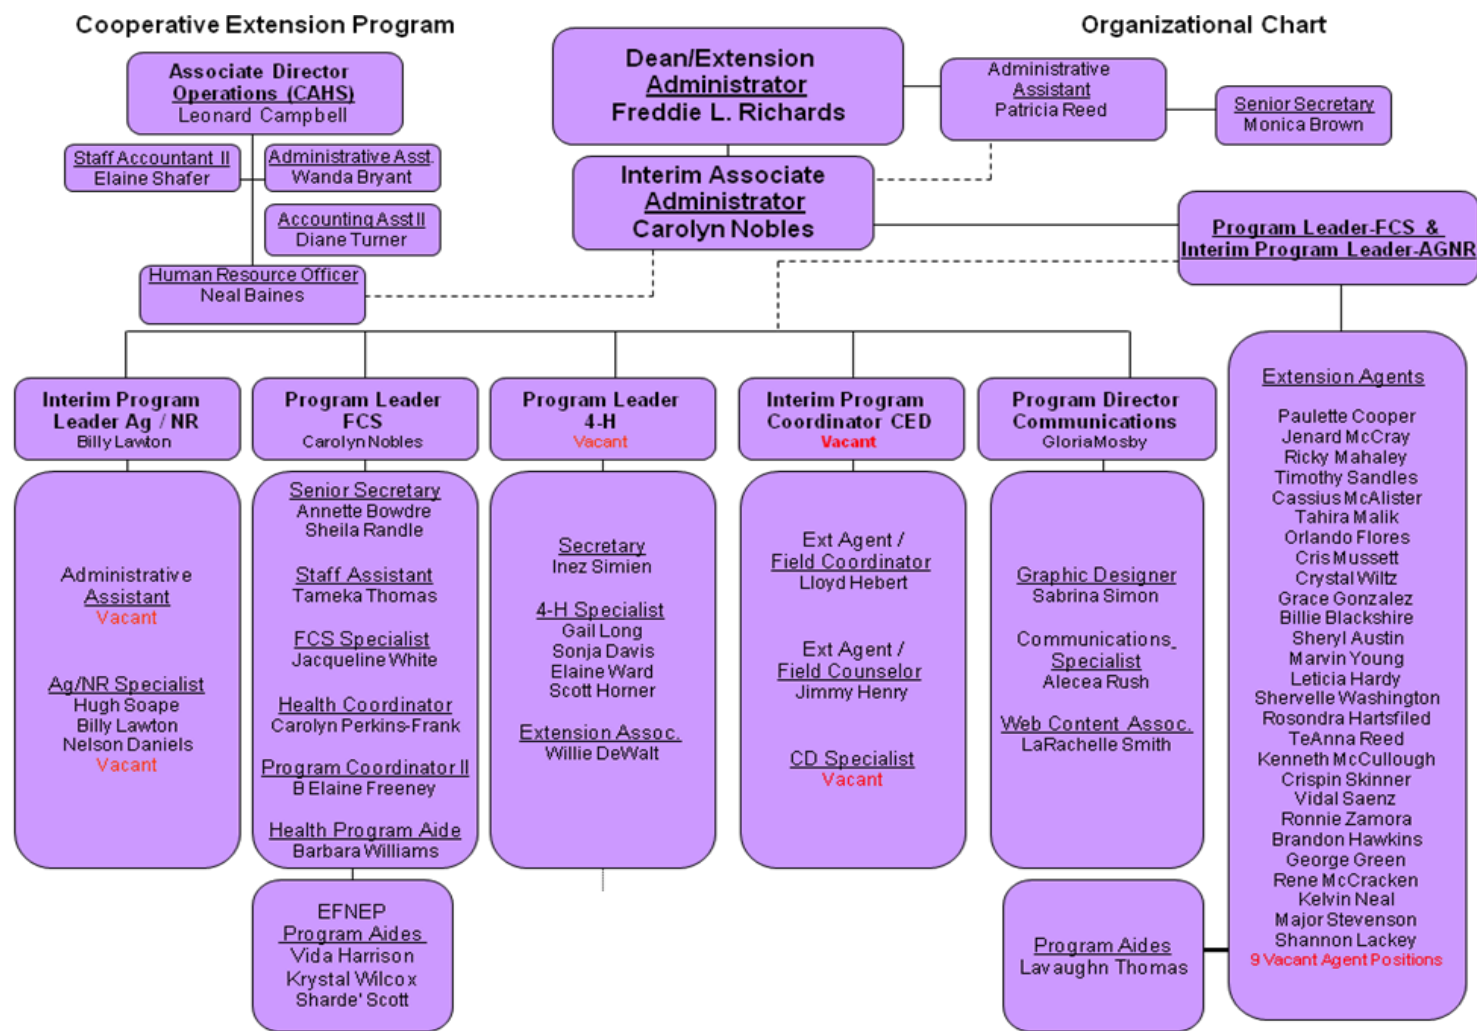 Cooperative Extension Program
Organizational Chart
Associate Director
Operations (CAHS)
Leonard Campbell
Dean/Extension
Administrator
Freddie L. Richards
Administrative
Assistant
Patricia Reed
Senior Secretary
Monica Brown
Staff Accountant II
Elaine Shafer
Administrative Asst.
Wanda Bryant
Accounting Asst II
Diane Turner
Human Resource Officer
Neal Baines
Interim Associate
Administrator
Carolyn Nobles
Program Leader-FCS &
Interim Program Leader-AGNR
Interim Program
Leader Ag / NR
Billy Lawton
Program Leader
FCS
Carolyn Nobles
Program Leader
4-H
Vacant
Interim Program
Coordinator CED
Vacant
Program Director
Communications
GloriaMosby
Administrative
Assistant
Vacant
Ag/NR Specialist
Hugh Soape
Billy Lawton
Nelson Daniels
Vacant
Senior Secretary
Annette Bowdre
Sheila Randle
Staff Assistant
Tameka Thomas
FCS Specialist
Jacqueline White
Health Coordinator
Carolyn Perkins-Frank
Program Coordinator II
B Elaine Freeney
Health Program Aide
Barbara Williams
EFNEP
Program Aides
Vida Harrison
Krystal Wilcox
Sharde' Scott
Secretary
Inez Simien
4-H Specialist
Gail Long
Sonja Davis
Elaine Ward
Scott Horner
Extension Assoc.
Willie DeWalt
Ext Agent /
Field Coordinator
Lloyd Hebert
Ext Agent /
Field Counselor
Jimmy Henry
CD Specialist
Vacant
Graphic Designer
Sabrina Simon
Communications
Specialist
Alecea Rush
Web Content Assoc.
LaRachelle Smith
Program Aides
Lavaughn Thomas
Extension Agents
Paulette Cooper
Jenard McCray
Ricky Mahaley
Timothy Sandles
Cassius McAlister
Tahira Malik
Orlando Flores
Cris Mussett
Crystal Wiltz
Grace Gonzalez
Billie Blackshire
Sheryl Austin
Marvin Young
Leticia Hardy
Shervelle Washington
Rosondra Hartsfiled
TeAnna Reed
Kenneth McCullough
Crispin Skinner
Vidal Saenz
Ronnie Zamora
Brandon Hawkins
George Green
Rene McCracken
Kelvin Neal
Major Stevenson
Shannon Lackey
9 Vacant Agent Positions